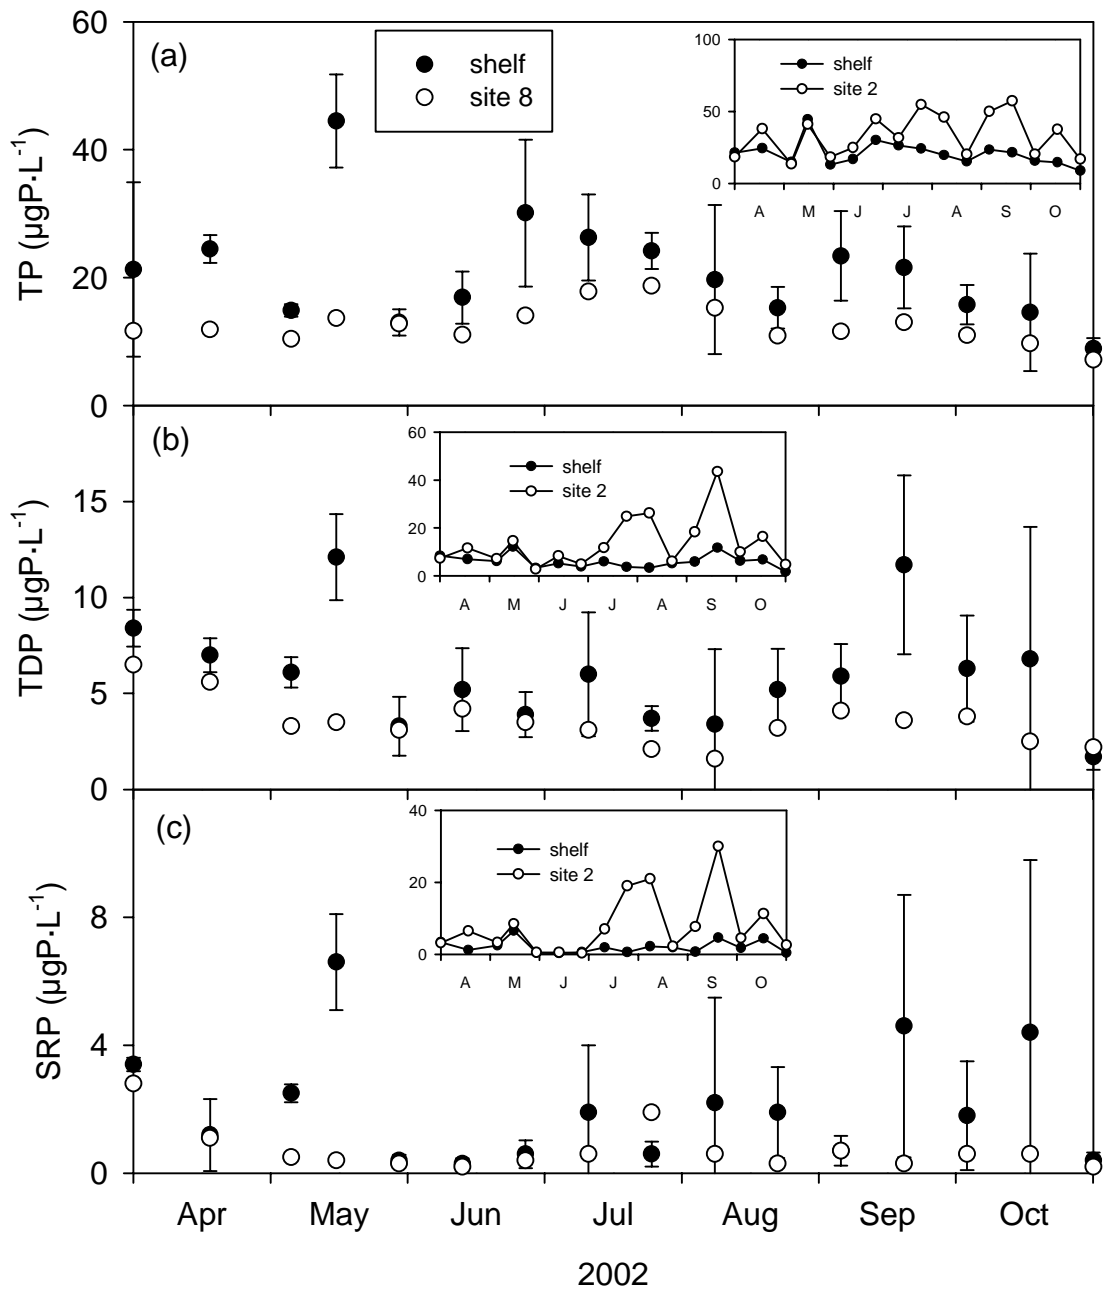 (a)
shelf
site 8
TP (µgP·L-1)
60
40
20
0
100
50
0
shelf
site 2
A M J J A S O
(b)
TDP (µgP·L-1)
15
10
5
0
60
40
20
0
shelf
site 2
A M J J A S O
(c)
SRP (µgP·L-1)
8
4
0
40
20
0
shelf
site 2
A M J J A S O
Apr May Jun Jul Aug Sep Oct
2002